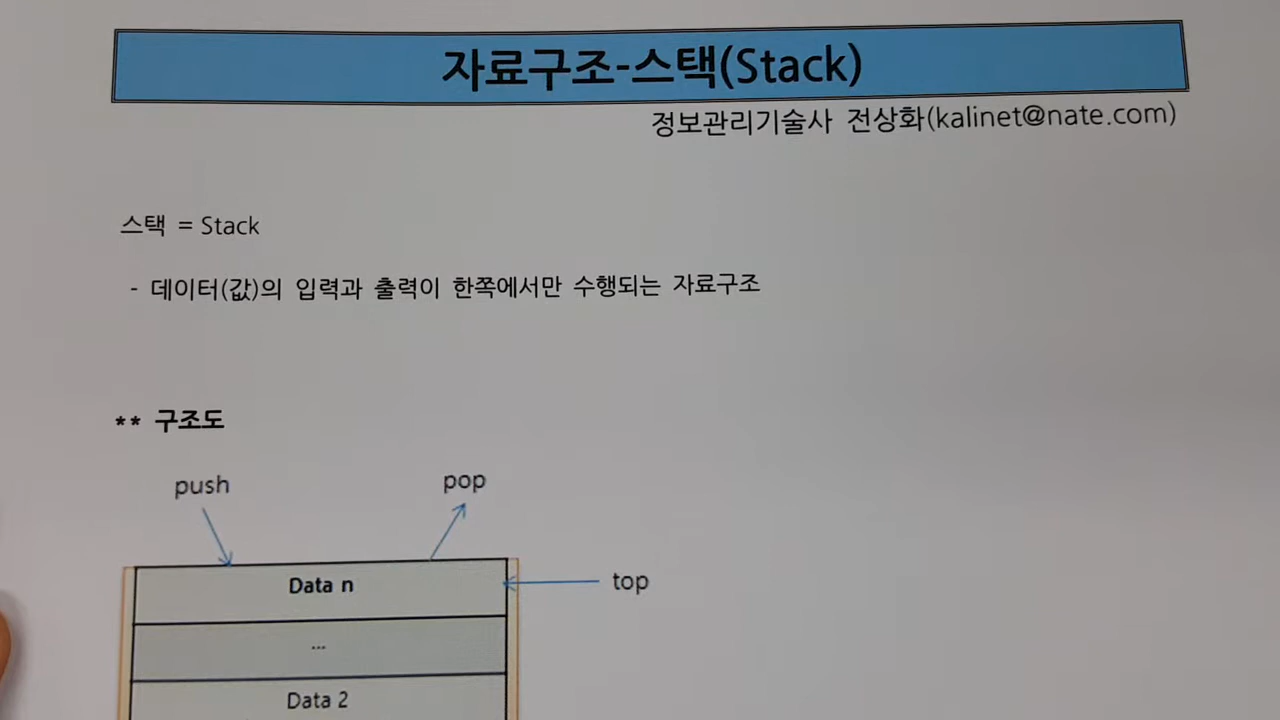 자료구조-스택(Stack)
정보관리기술사 전상화(kalinet@nate.com)
스택 = Stack
- 데이터(값)의 입력과 출력이 한쪽에서만 수행되는 자료구조
** 구조도
push
pop
Data n
top
...
Data 2